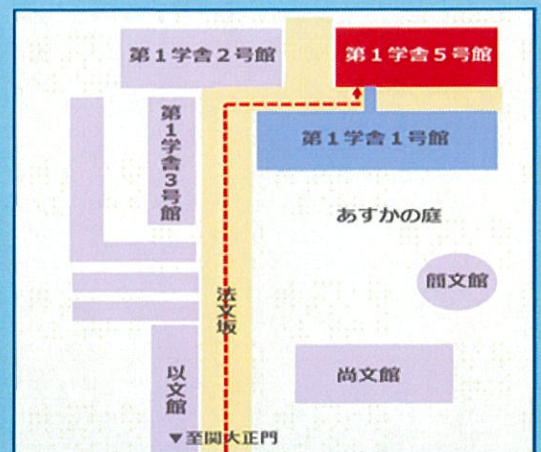 第1学舎2号館
第1学舎5号館
第1学舎3号館
第1学舎1号館
あすかの庭
簡文館
法文坂
尚文館
以文館
▼至関大正門